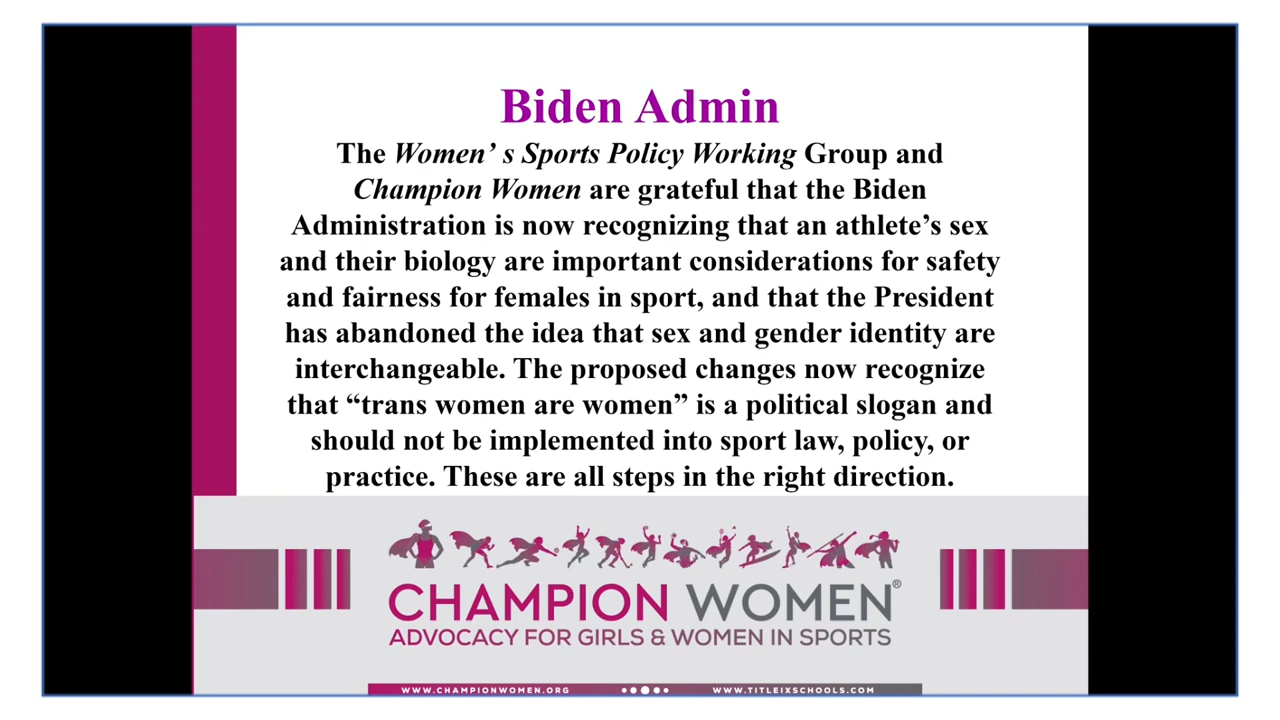 Biden Admin
The Women’ s Sports Policy Working Group and
Champion Women are grateful that the Biden
Administration is now recognizing that an athlete’s sex
and their biology are important considerations for safety
and fairness for females in sport, and that the President
has abandoned the idea that sex and gender identity are
interchangeable. The proposed changes now recognize
that “trans women are women” is a political slogan and
should not be implemented into sport law, policy, or
practice. These are all steps in the right direction.
CHAMPION WOMEN®
ADVOCACY FOR GIRLS & WOMEN IN SPORTS
WWW.CHAMPIONWOMEN.ORG WWW.TITLEIXSCHOOLS.COM